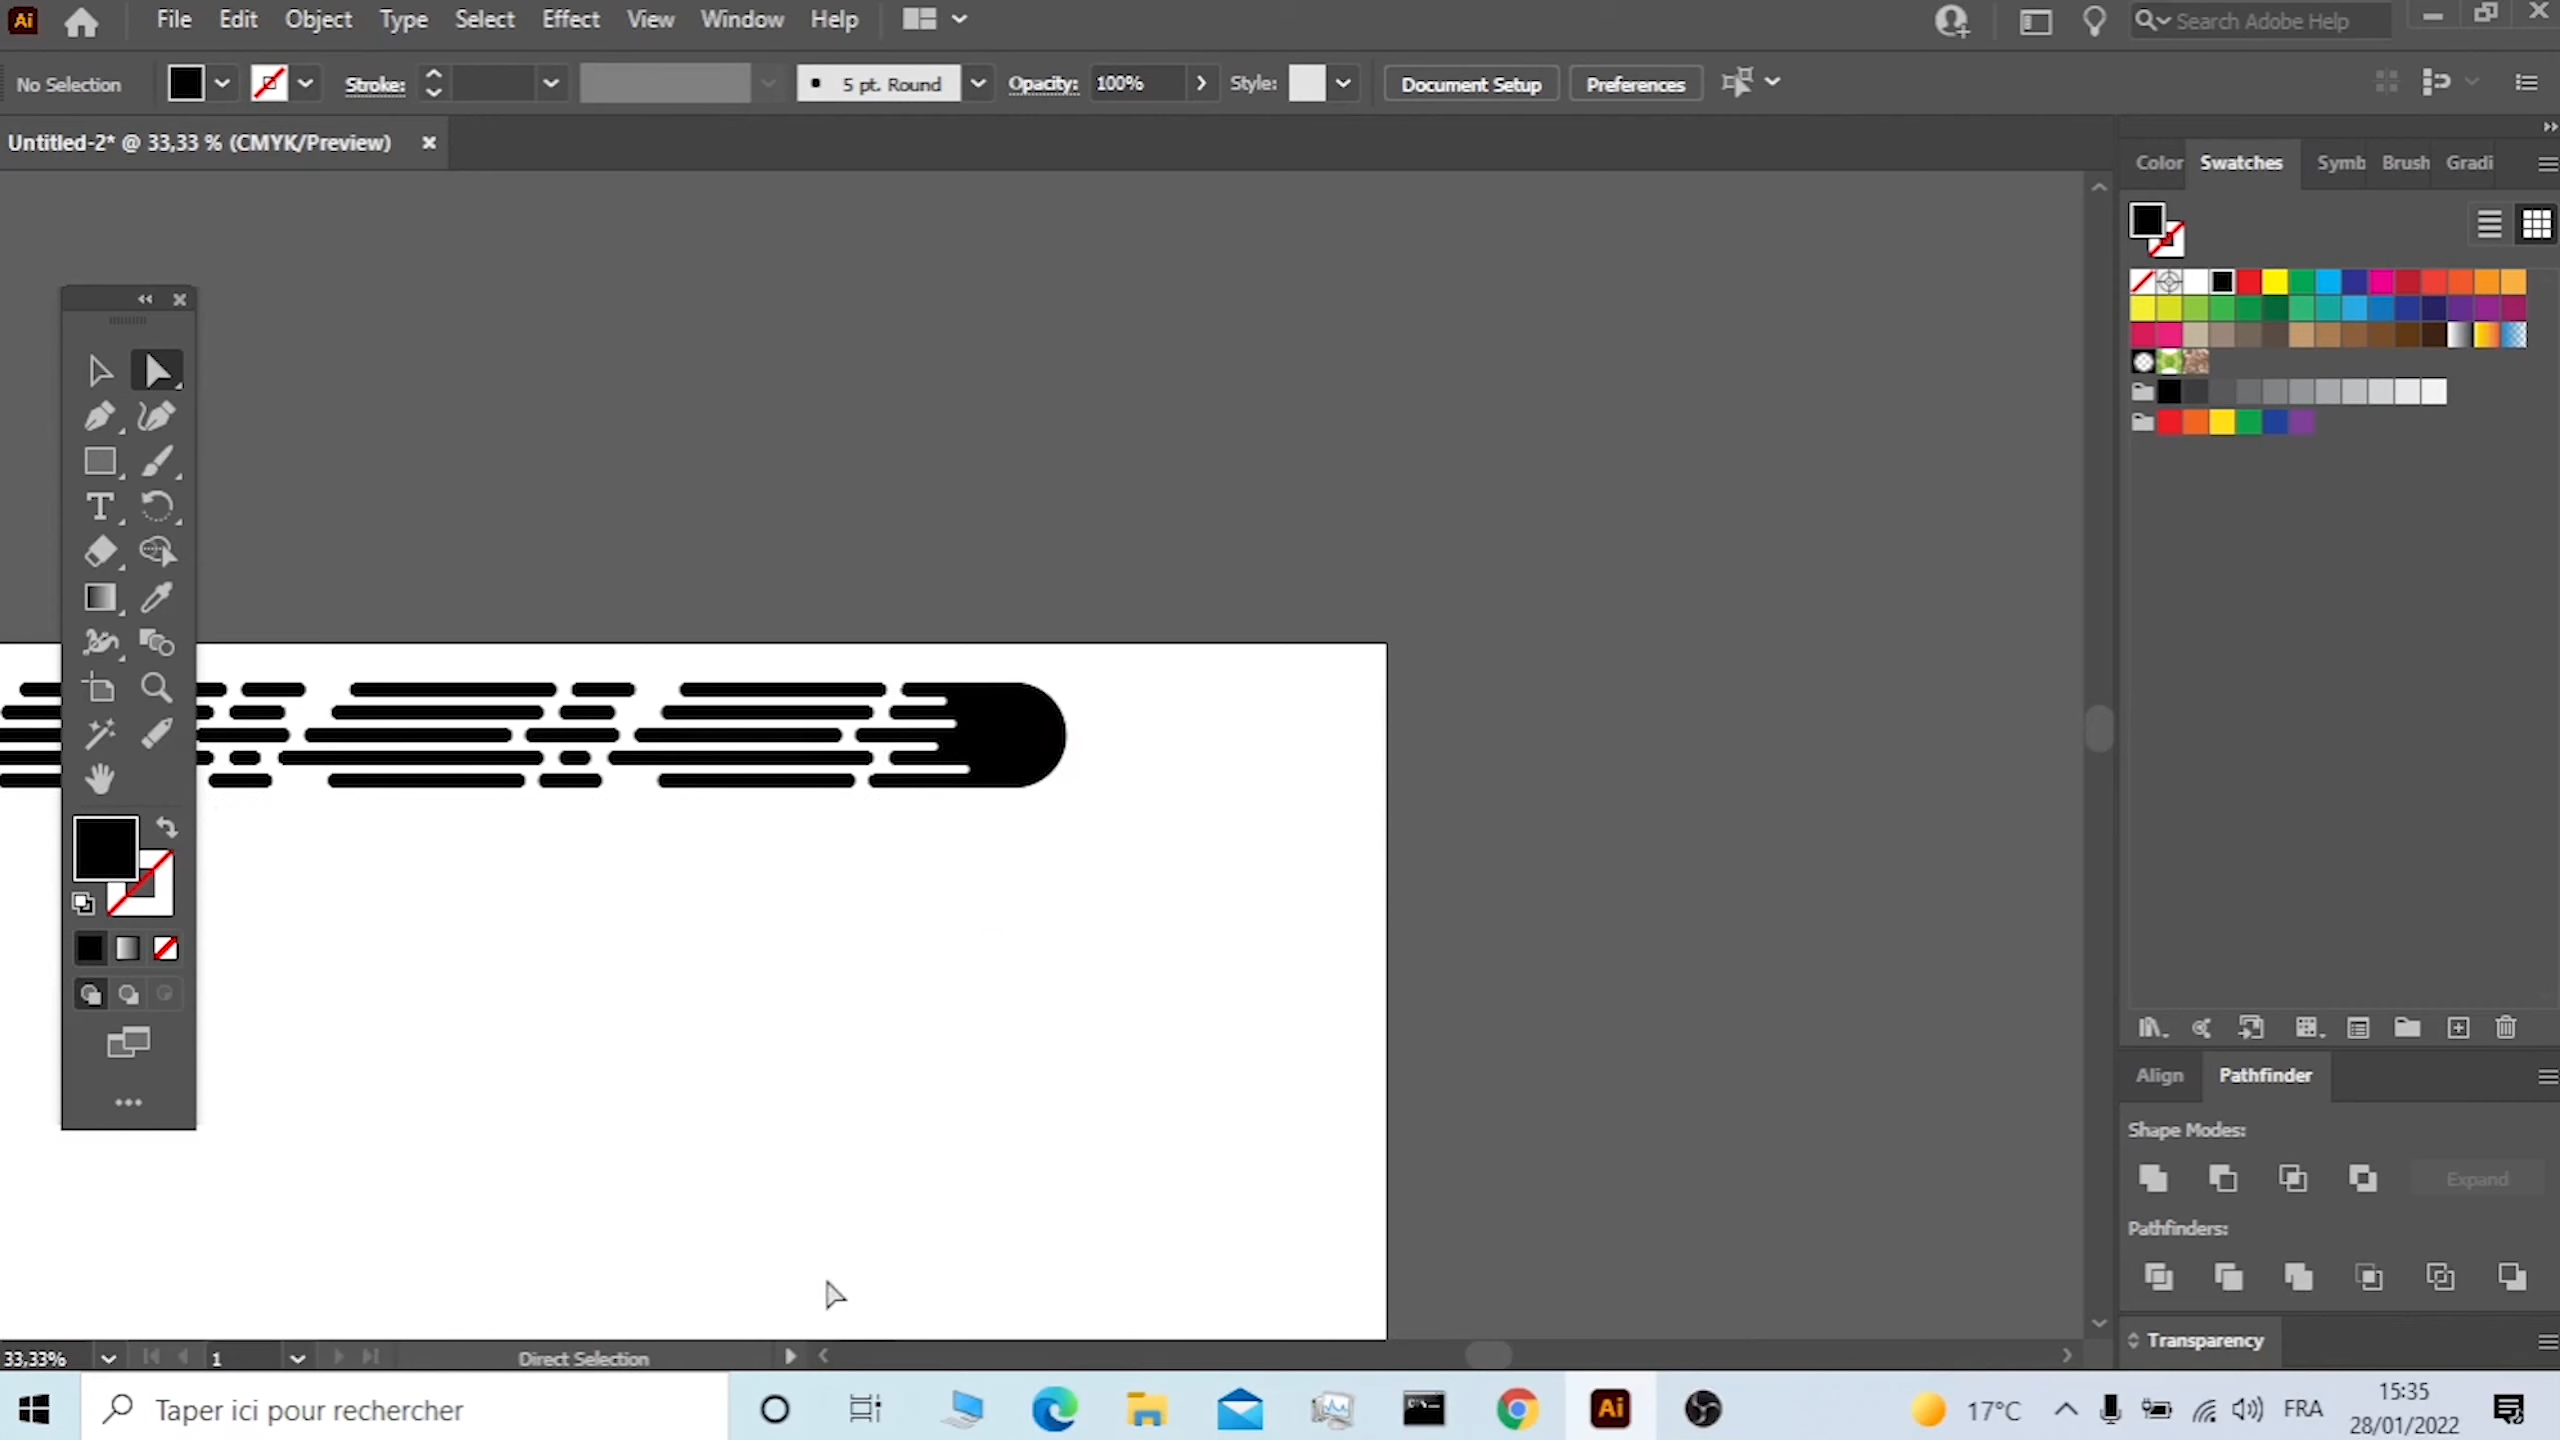 Ai File Edit Object Type Select Effect View Window Help Search Adobe Help
No Selection Stroke: 5 pt. Round Opacity: 100% Style: Document Setup Preferences
Untitled-2* @ 33,33 % (CMYK/Preview)
Color Swatches Symb Brush Gradi
T
Align Pathfinder
Shape Modes:
Expand
Pathfinders:
Transparency
33,33% 1 Direct Selection
Taper ici pour rechercher Ai 17°C FRA 15:35
28/01/2022